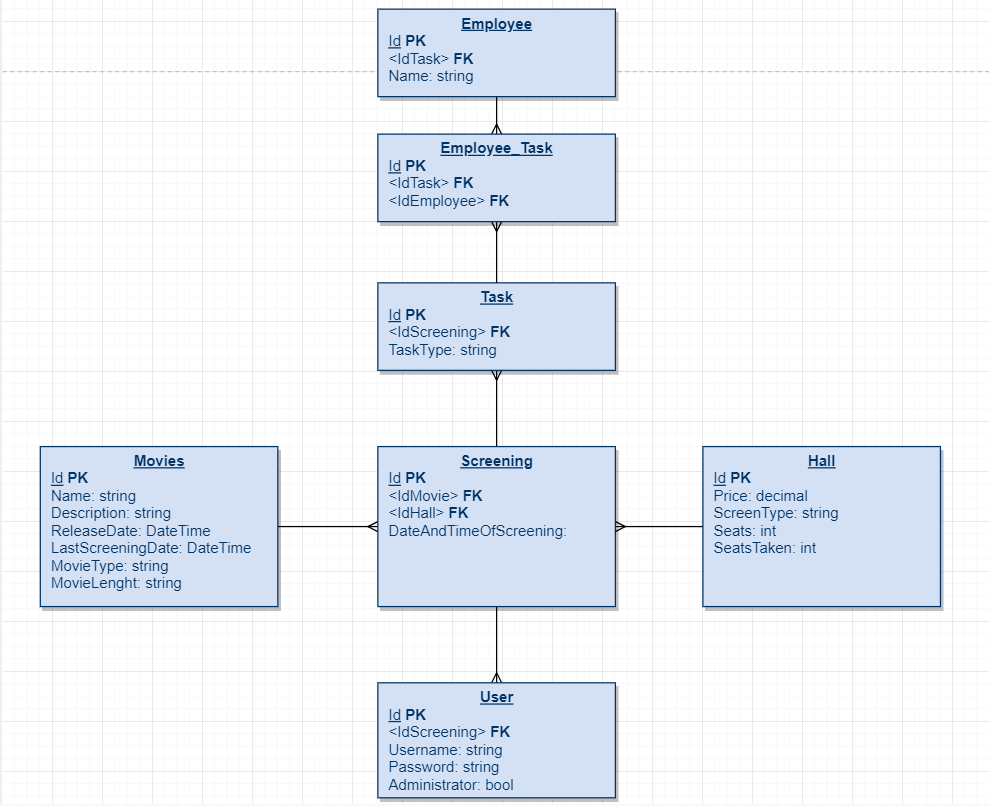 Employee
Id PK
<IdTask> FK
Name: string
Employee_Task
Id PK
<IdTask> FK
<IdEmployee> FK
Task
Id PK
<IdScreening> FK
TaskType: string
Movies
Id PK
Name: string
Description: string
ReleaseDate: DateTime
LastScreeningDate: DateTime
MovieType: string
MovieLenght: string
Screening
Id PK
<IdMovie> FK
<IdHall> FK
DateAndTimeOfScreening:
Hall
Id PK
Price: decimal
ScreenType: string
Seats: int
SeatsTaken: int
User
Id PK
<IdScreening> FK
Username: string
Password: string
Administrator: bool